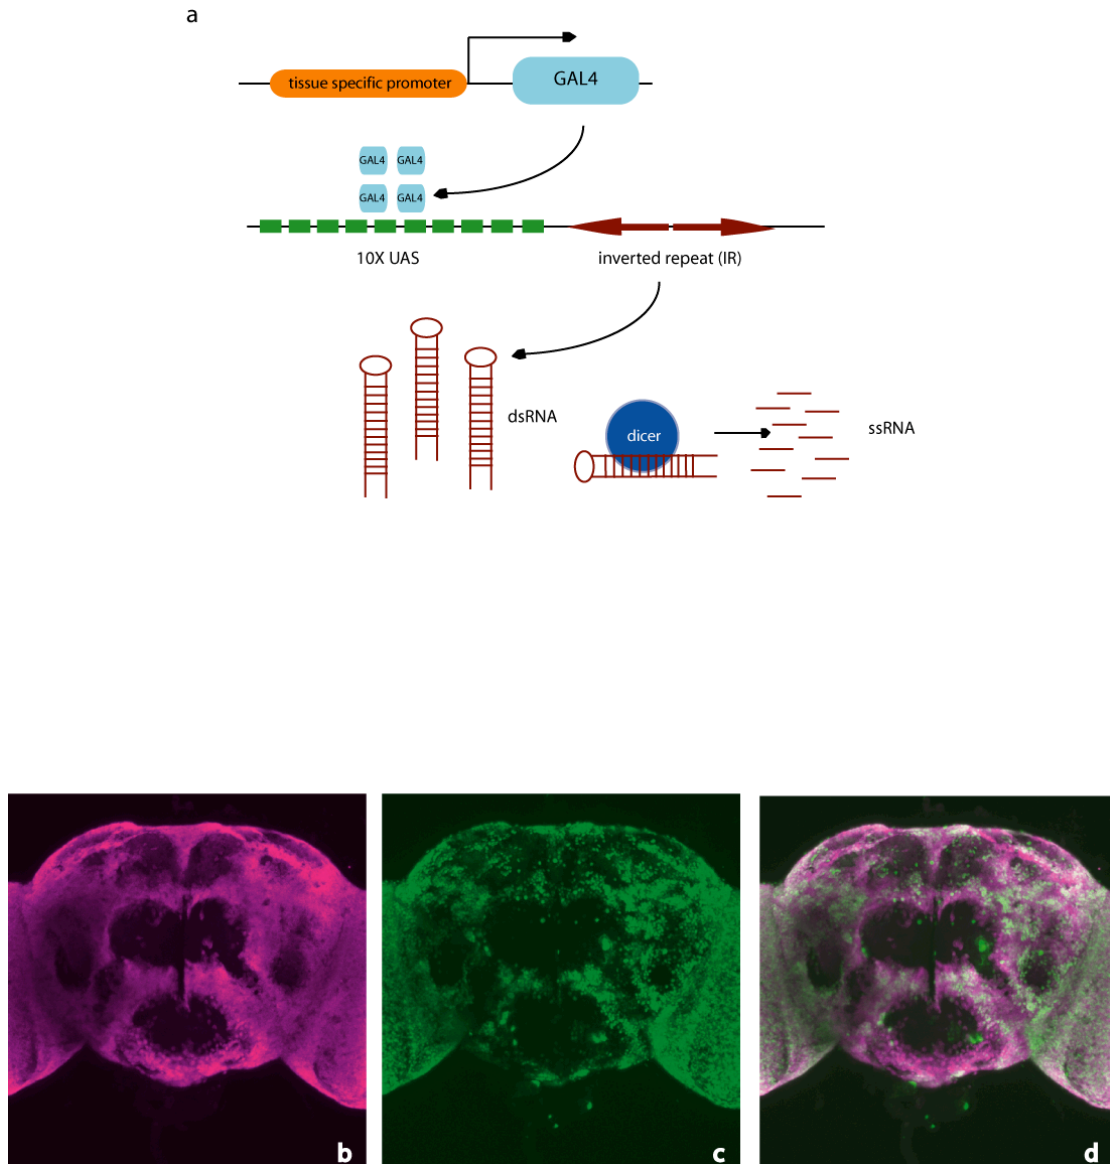 a
tissue specific promoter
GAL4
GAL4 GAL4
GAL4 GAL4
10X UAS
inverted repeat (IR)
dsRNA
dicer
ssRNA
b
c
d